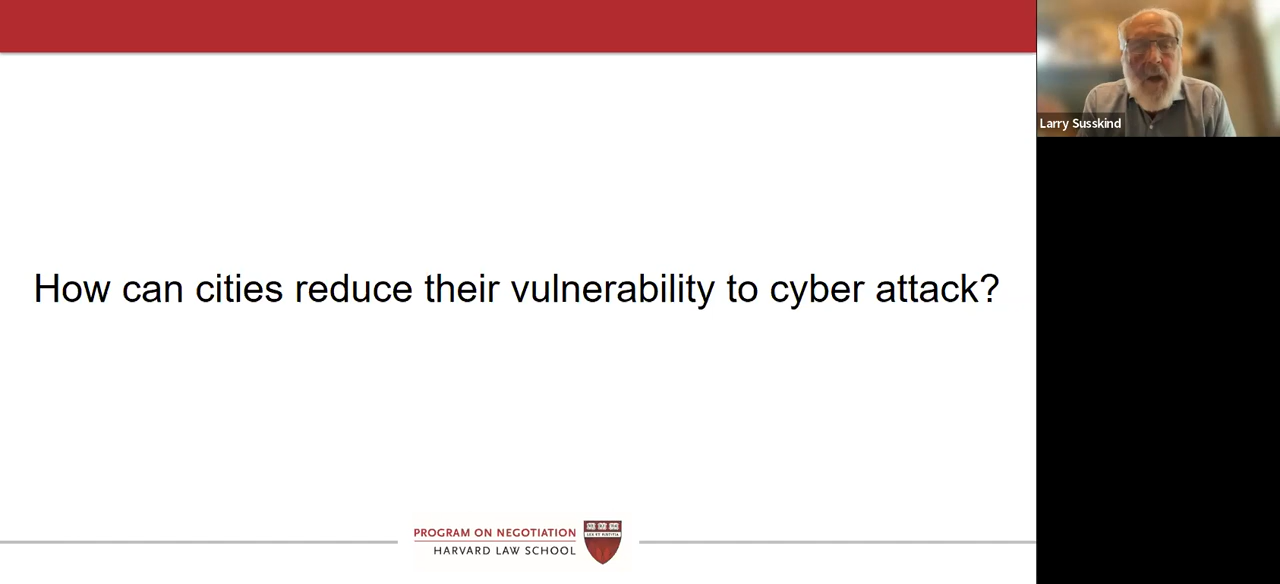 How can cities reduce their vulnerability to cyber attack?
PROGRAM ON NEGOTIATION
HARVARD LAW SCHOOL
Larry Susskind